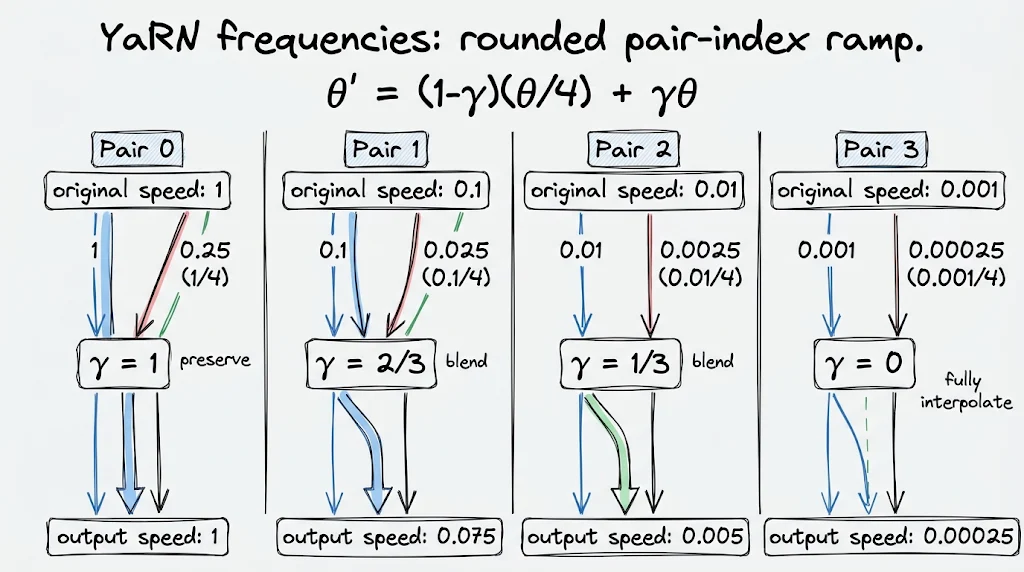 YaRN frequencies: rounded pair-index ramp.
θ' = (1-γ)(θ/4) + γθ
Pair 0
original speed: 1
1
0.25
(1/4)
γ = 1
preserve
output speed: 1
Pair 1
original speed: 0.1
0.1
0.025
(0.1/4)
γ = 2/3
blend
output speed: 0.075
Pair 2
original speed: 0.01
0.01
0.0025
(0.01/4)
γ = 1/3
blend
output speed: 0.005
Pair 3
original speed: 0.001
0.001
0.00025
(0.001/4)
γ = 0
fully
interpolate
output speed: 0.00025